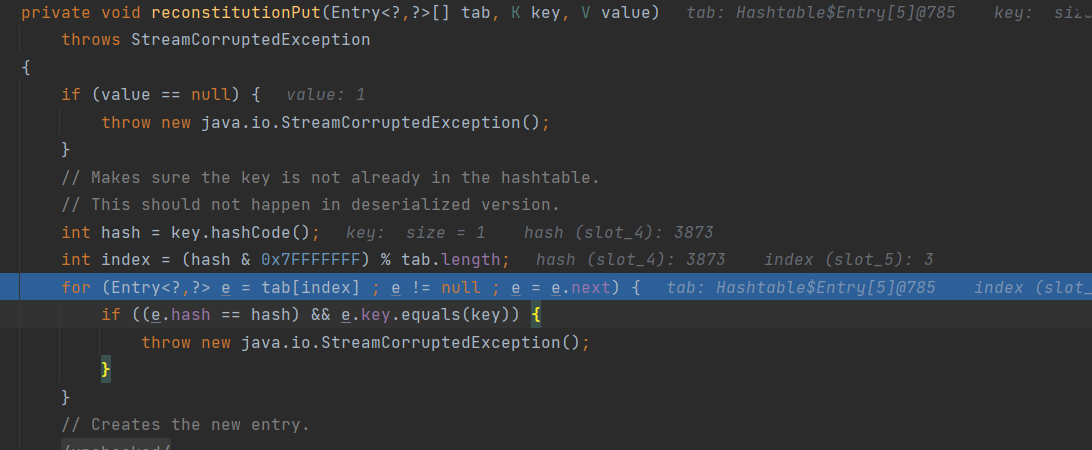 private void reconstitutionPut(Entry<?,?>[] tab, K key, V value)   tab: Hashtable$Entry[5]@785    key:  siz
    throws StreamCorruptedException
{
    if (value == null) {   value: 1
        throw new java.io.StreamCorruptedException();
    }
    // Makes sure the key is not already in the hashtable.
    // This should not happen in deserialized version.
    int hash = key.hashCode();   key:  size = 1    hash (slot_4): 3873
    int index = (hash & 0x7FFFFFFF) % tab.length;   hash (slot_4): 3873    index (slot_5): 3
    for (Entry<?,?> e = tab[index] ; e != null ; e = e.next) {   tab: Hashtable$Entry[5]@785    index (slot_
        if ((e.hash == hash) && e.key.equals(key)) {
            throw new java.io.StreamCorruptedException();
        }
    }
    // Creates the new entry.